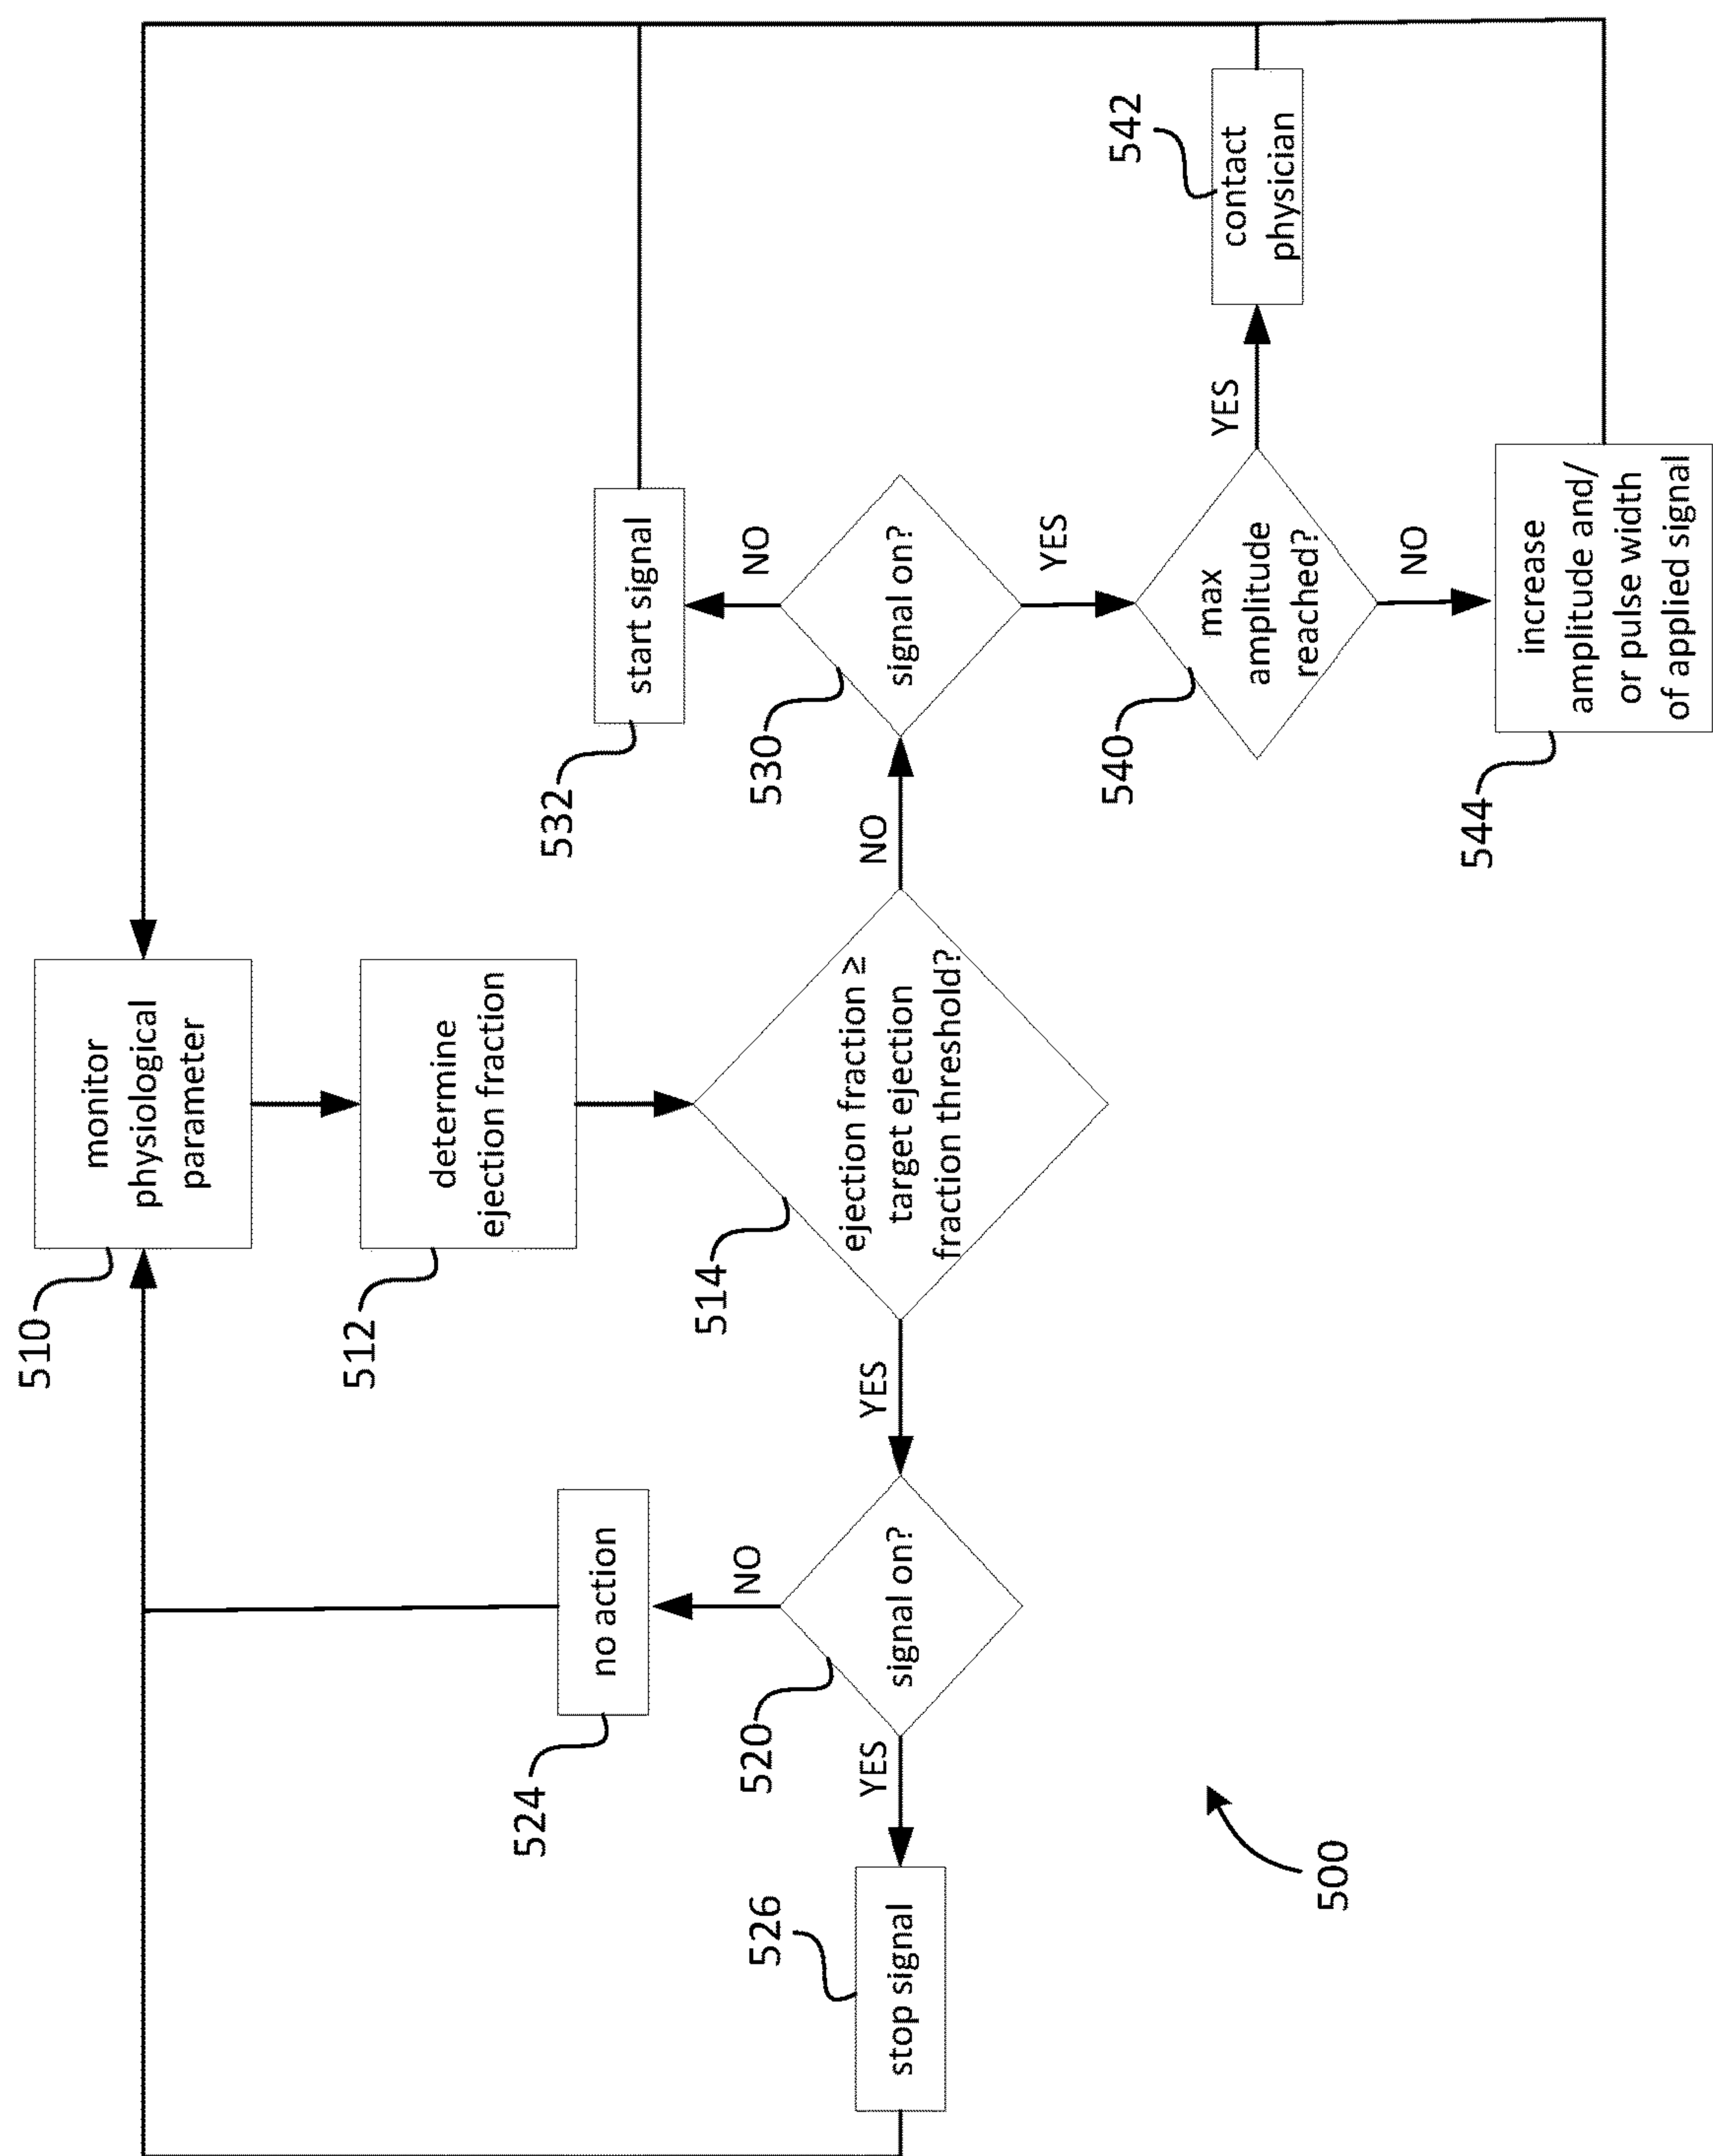 510
monitor
physiological
parameter
512
determine
ejection fraction
514
ejection fraction ≥
target ejection
fraction threshold?
YES
NO
520
signal on?
NO
YES
524
no action
526
stop signal
530
signal on?
NO
YES
532
start signal
540
max
amplitude
reached?
YES
NO
542
contact
physician
544
increase
amplitude and/
or pulse width
of applied signal
500